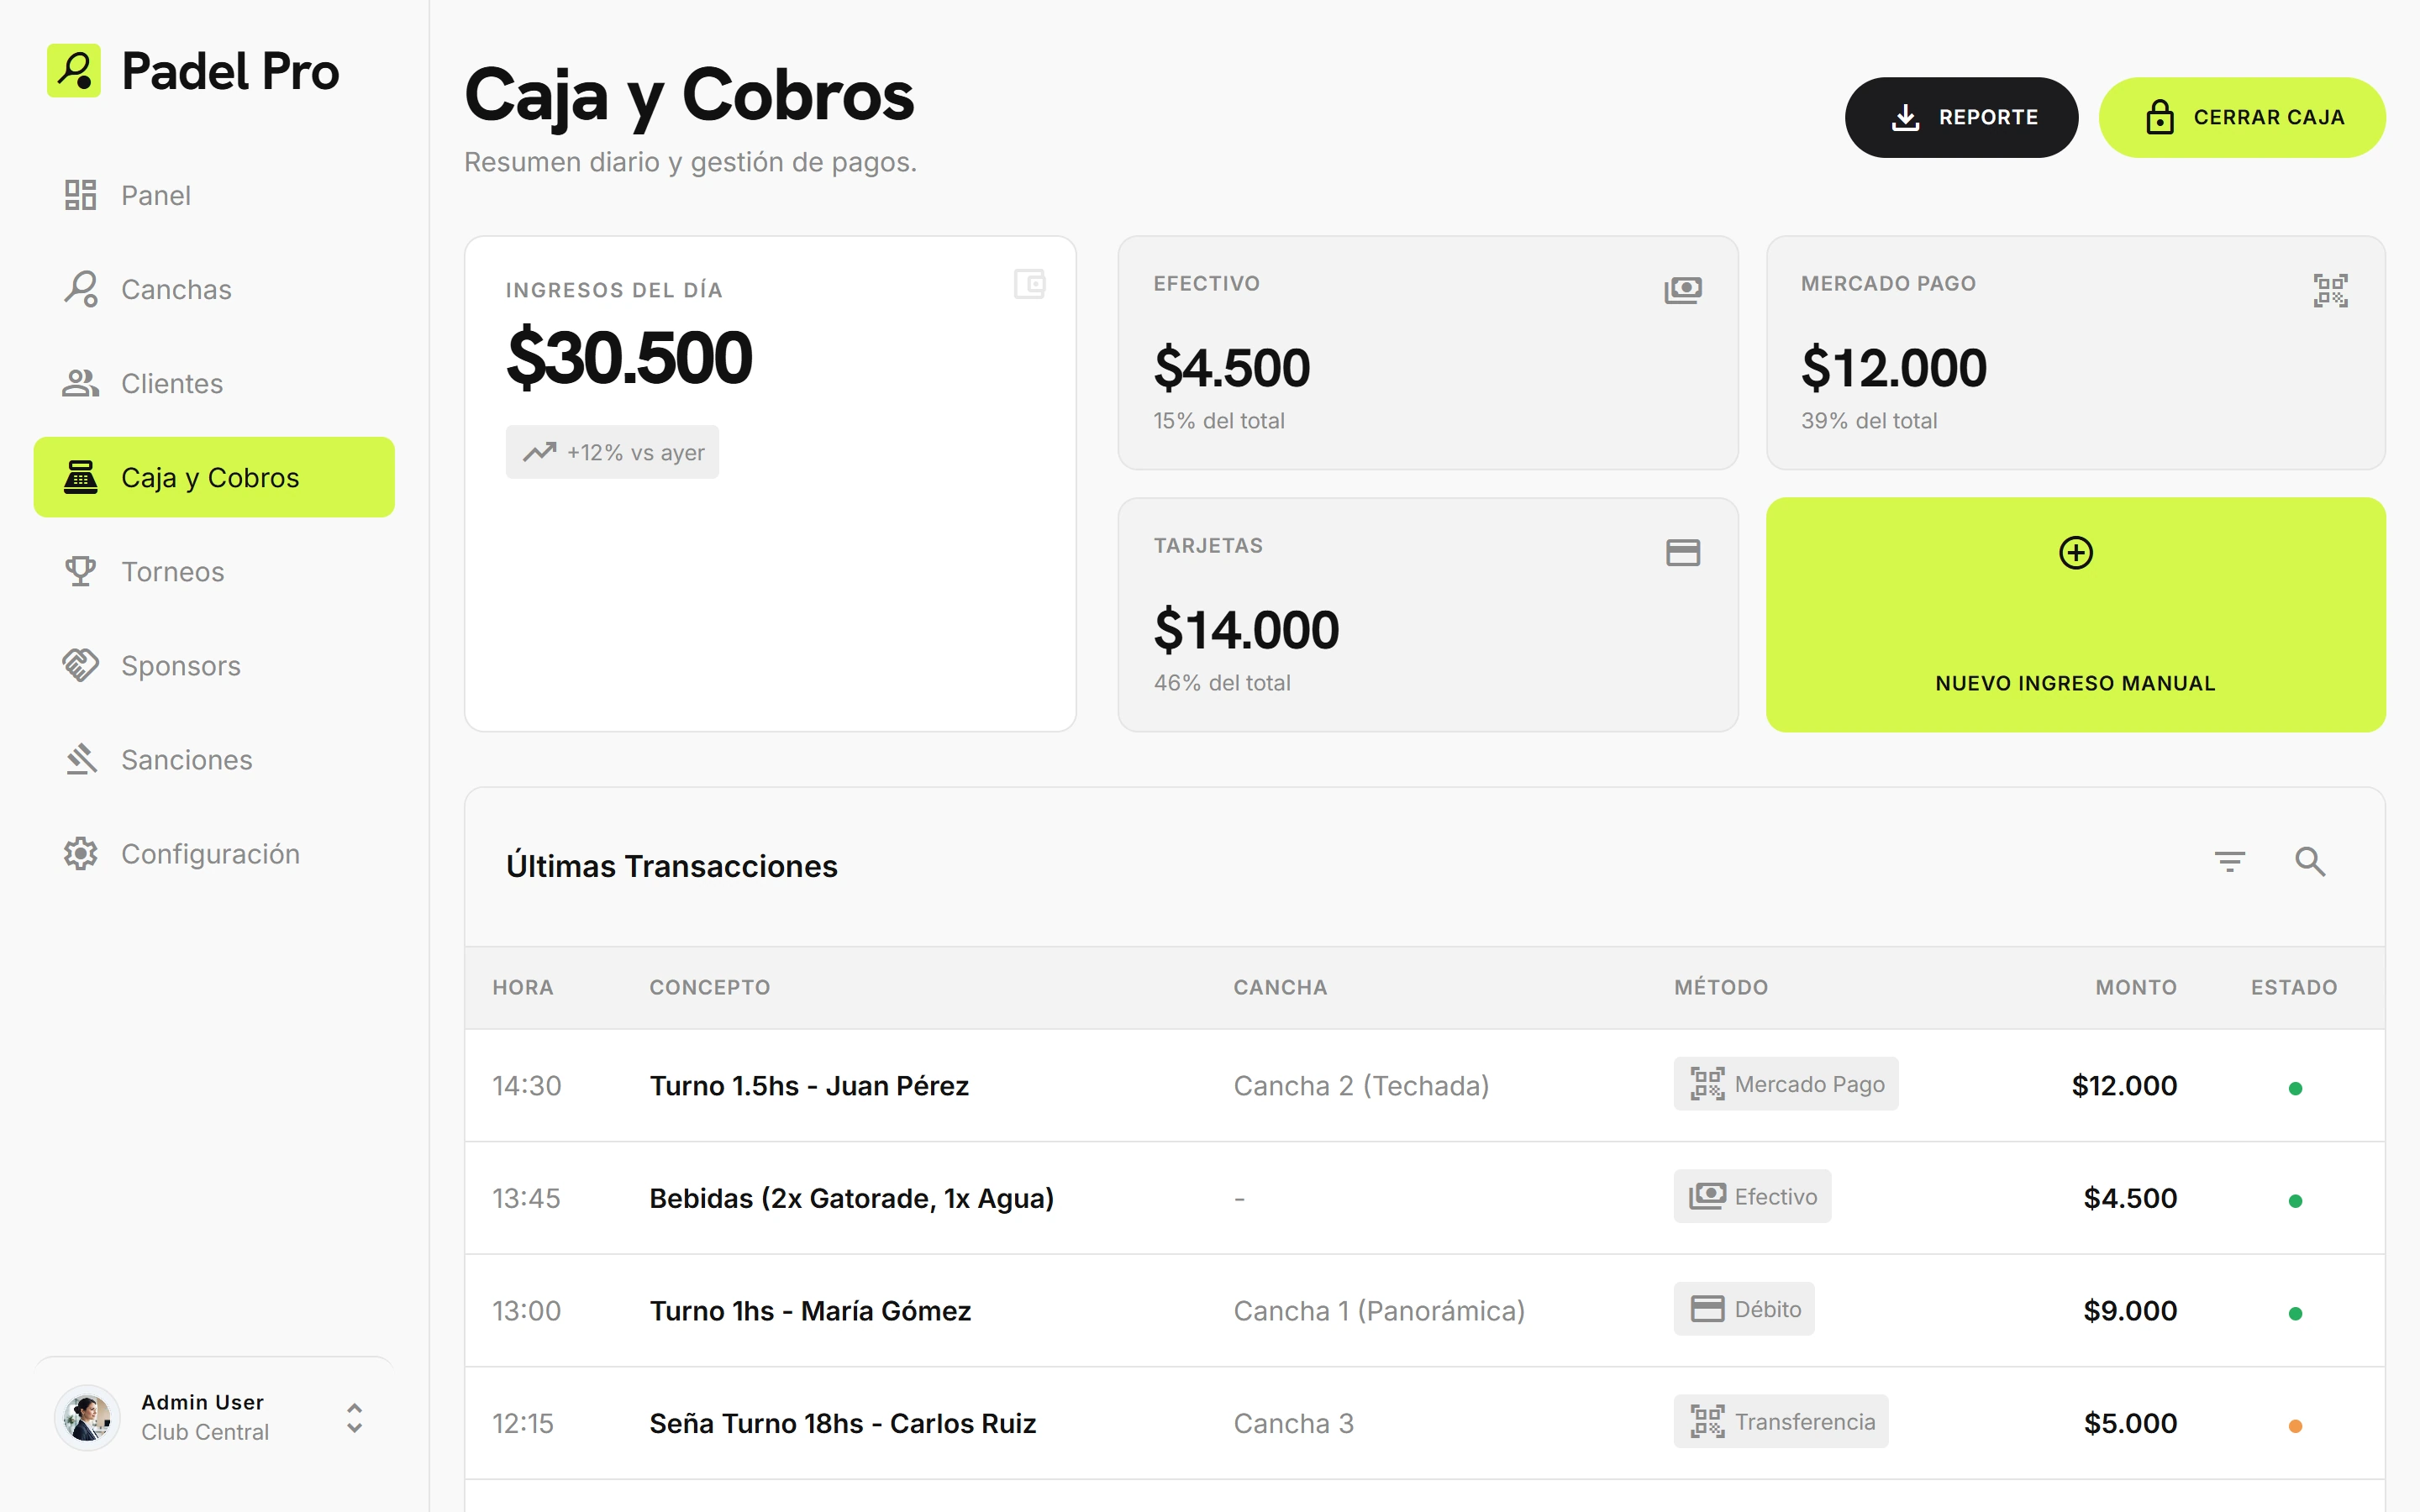 Padel Pro
Panel
Canchas
Clientes
Caja y Cobros
Torneos
Sponsors
Sanciones
Configuración
Admin User
Club Central
Caja y Cobros
Resumen diario y gestión de pagos.
REPORTE
CERRAR CAJA
INGRESOS DEL DÍA
$30.500
+12% vs ayer
EFECTIVO
$4.500
15% del total
MERCADO PAGO
$12.000
39% del total
TARJETAS
$14.000
46% del total
NUEVO INGRESO MANUAL
Últimas Transacciones
HORA CONCEPTO CANCHA MÉTODO MONTO ESTADO
14:30 Turno 1.5hs - Juan Pérez Cancha 2 (Techada) Mercado Pago $12.000
13:45 Bebidas (2x Gatorade, 1x Agua) - Efectivo $4.500
13:00 Turno 1hs - María Gómez Cancha 1 (Panorámica) Débito $9.000
12:15 Seña Turno 18hs - Carlos Ruiz Cancha 3 Transferencia $5.000